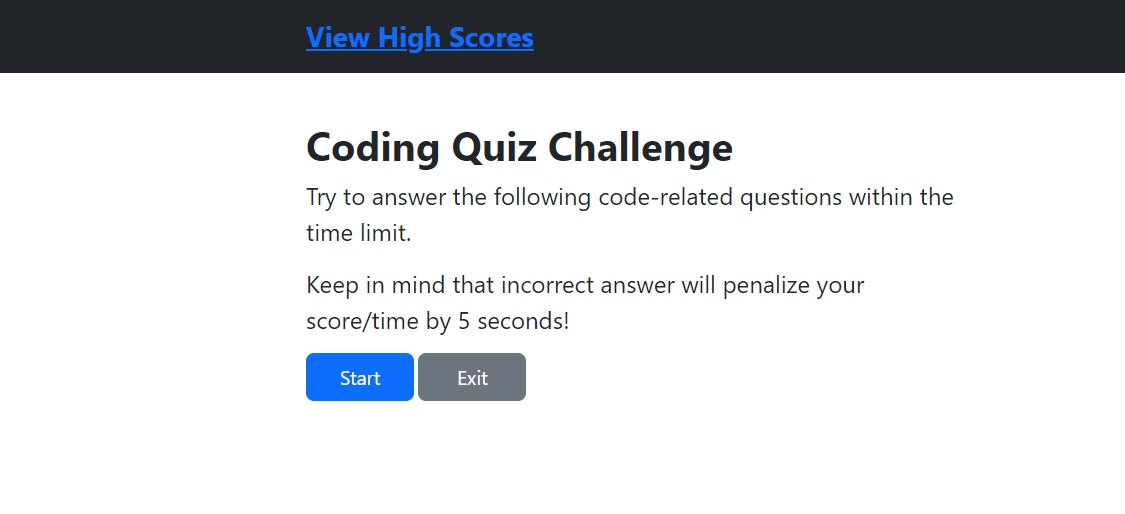 View High Scores
Coding Quiz Challenge
Try to answer the following code-related questions within the
time limit.
Keep in mind that incorrect answer will penalize your
score/time by 5 seconds!
Start
Exit